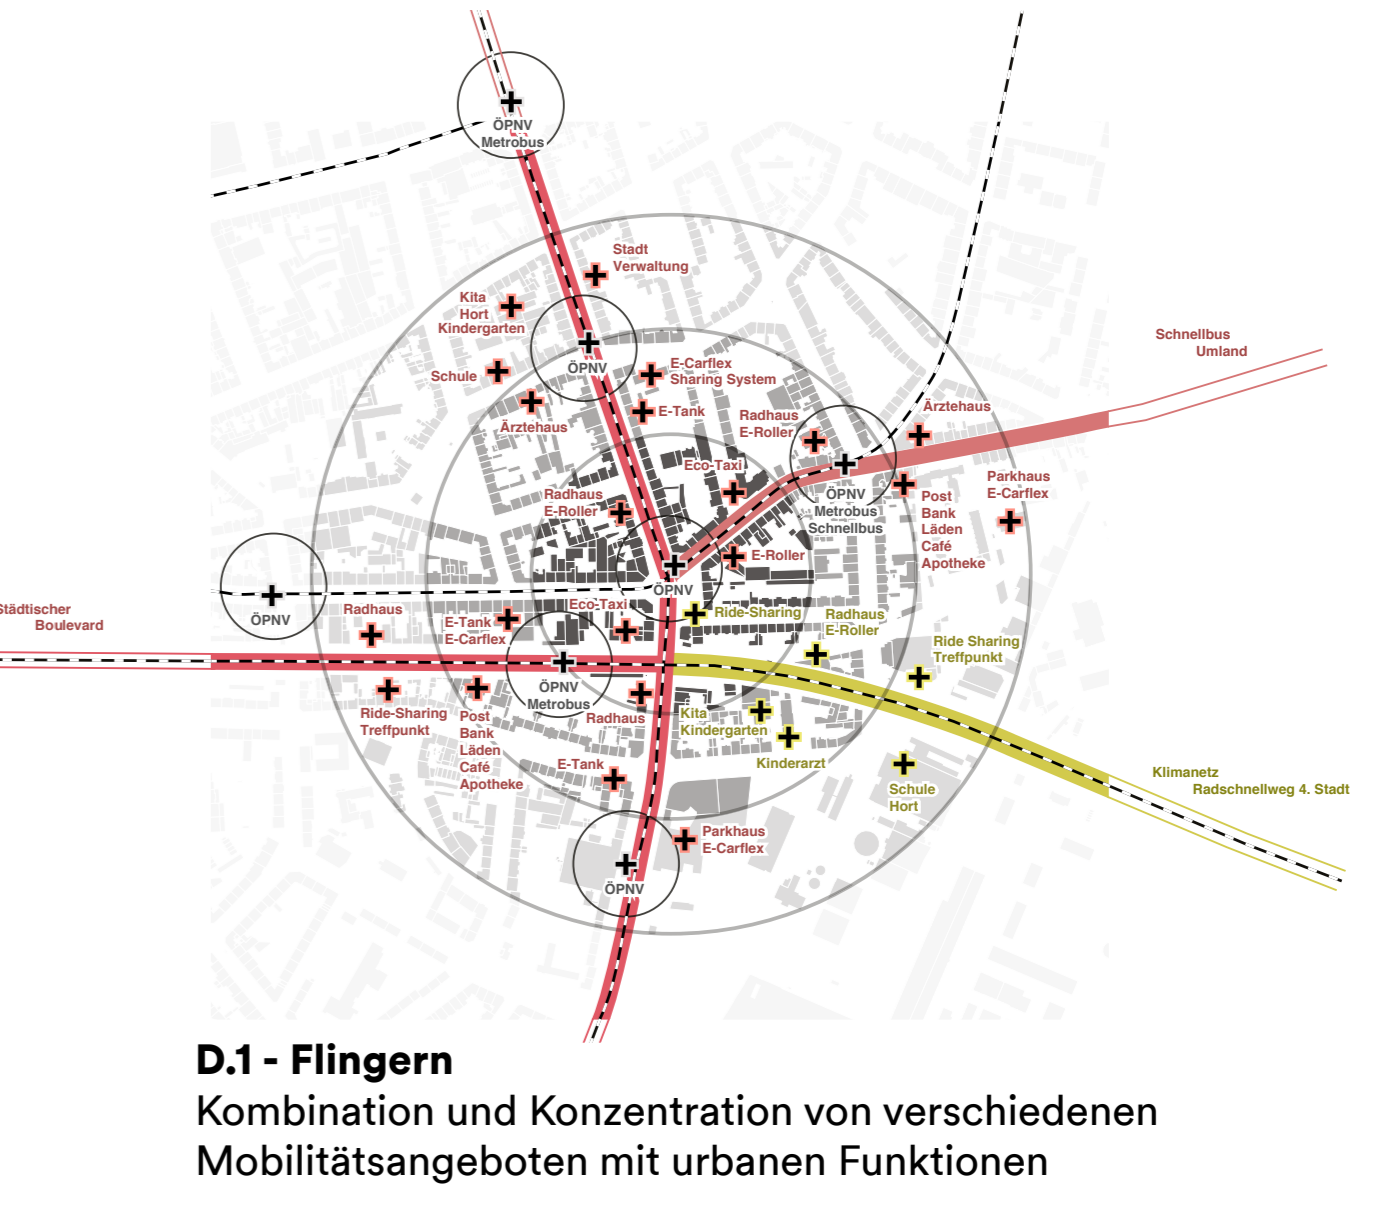 ÖPNV
Metrobus
Stadt
Verwaltung
Kita
Hort
Kindergarten
ÖPNV
Schule
E-Carflex
Sharing System
Ärztehaus
E-Tank
Radhaus
E-Roller
Ärztehaus
Schnellbus
Umland
Eco-Taxi
Radhaus
E-Roller
ÖPNV
Metrobus
Schnellbus
Post
Bank
Läden
Café
Apotheke
Parkhaus
E-Carflex
E-Roller
ÖPNV
ÖPNV
Städtischer
Boulevard
Radhaus
E-Tank
E-Carflex
Eco-Taxi
Ride-Sharing
Radhaus
E-Roller
Ride Sharing
Treffpunkt
ÖPNV
Metrobus
Ride-Sharing
Treffpunkt
Post
Bank
Läden
Café
Apotheke
Radhaus
Kita
Kindergarten
Kinderarzt
E-Tank
Schule
Hort
Klimanetz
Radschnellweg 4. Stadt
Parkhaus
E-Carflex
ÖPNV
D.1 - Flingern
Kombination und Konzentration von verschiedenen
Mobilitätsangeboten mit urbanen Funktionen